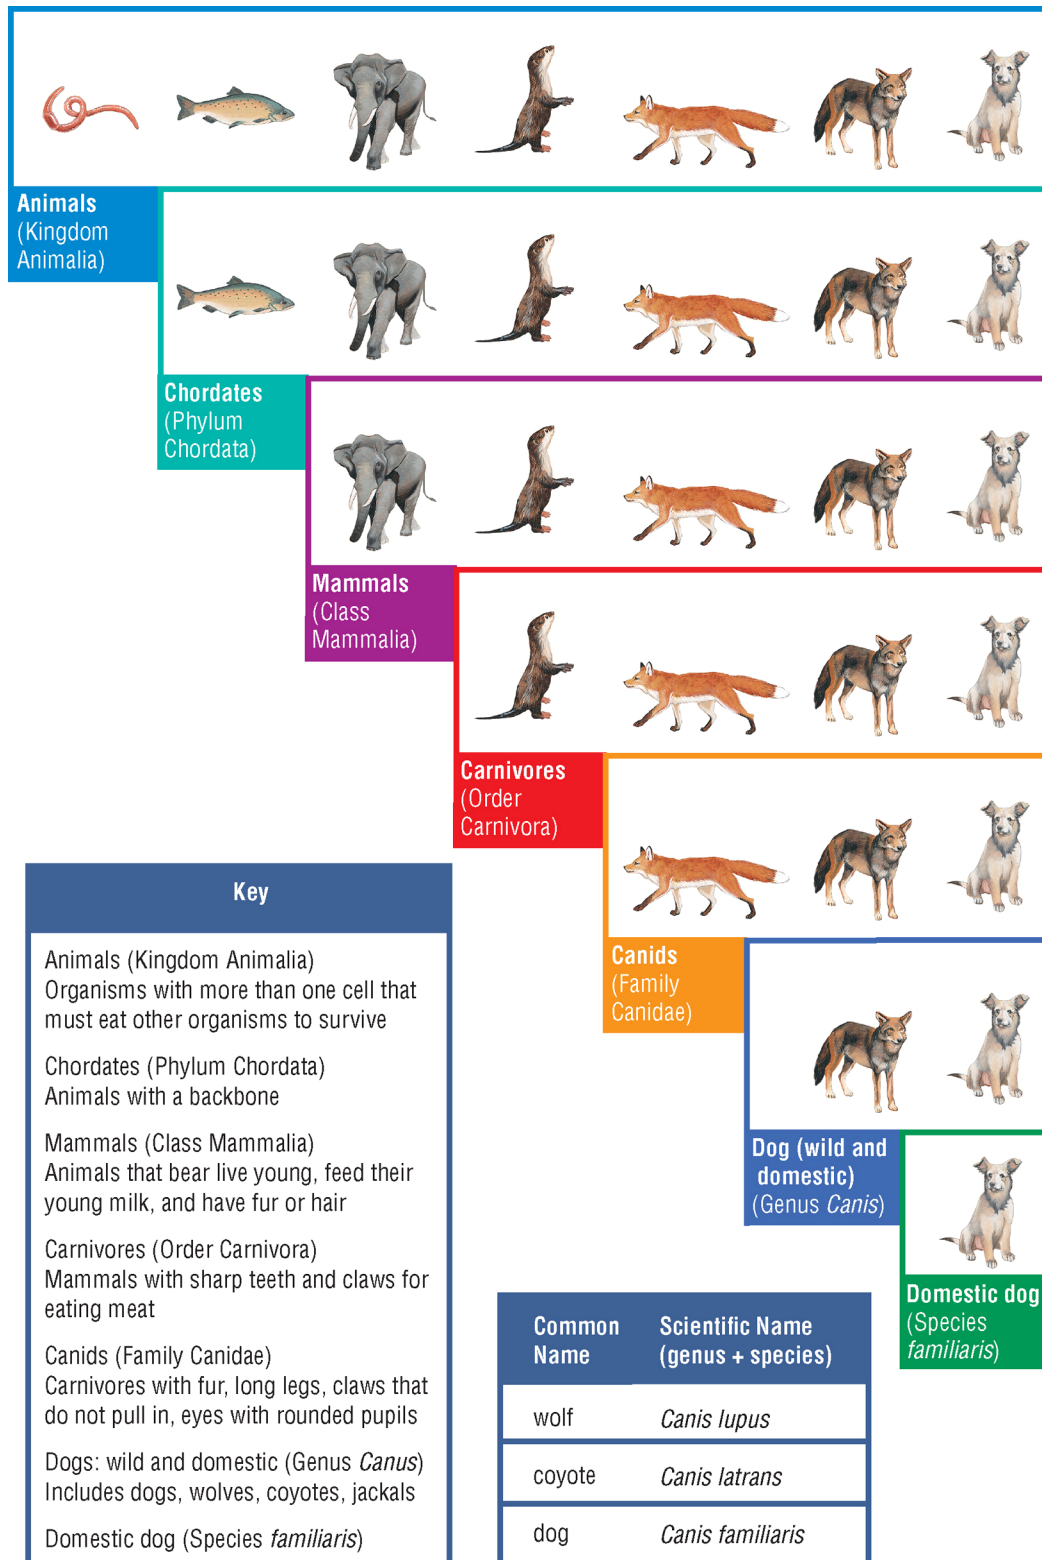 Animals
(Kingdom
Animalia)
Chordates
(Phylum
Chordata)
Mammals
(Class
Mammalia)
Carnivores
(Order
Carnivora)
Canids
(Family
Canidae)
Dog (wild and
domestic)
(Genus Canis)
Domestic dog
(Species
familiaris)
Key
Animals (Kingdom Animalia)
Organisms with more than one cell that
must eat other organisms to survive
Chordates (Phylum Chordata)
Animals with a backbone
Mammals (Class Mammalia)
Animals that bear live young, feed their
young milk, and have fur or hair
Carnivores (Order Carnivora)
Mammals with sharp teeth and claws for
eating meat
Canids (Family Canidae)
Carnivores with fur, long legs, claws that
do not pull in, eyes with rounded pupils
Dogs: wild and domestic (Genus Canus)
Includes dogs, wolves, coyotes, jackals
Domestic dog (Species familiaris)
Common Name
Scientific Name (genus + species)
wolf Canis lupus
coyote Canis latrans
dog Canis familiaris